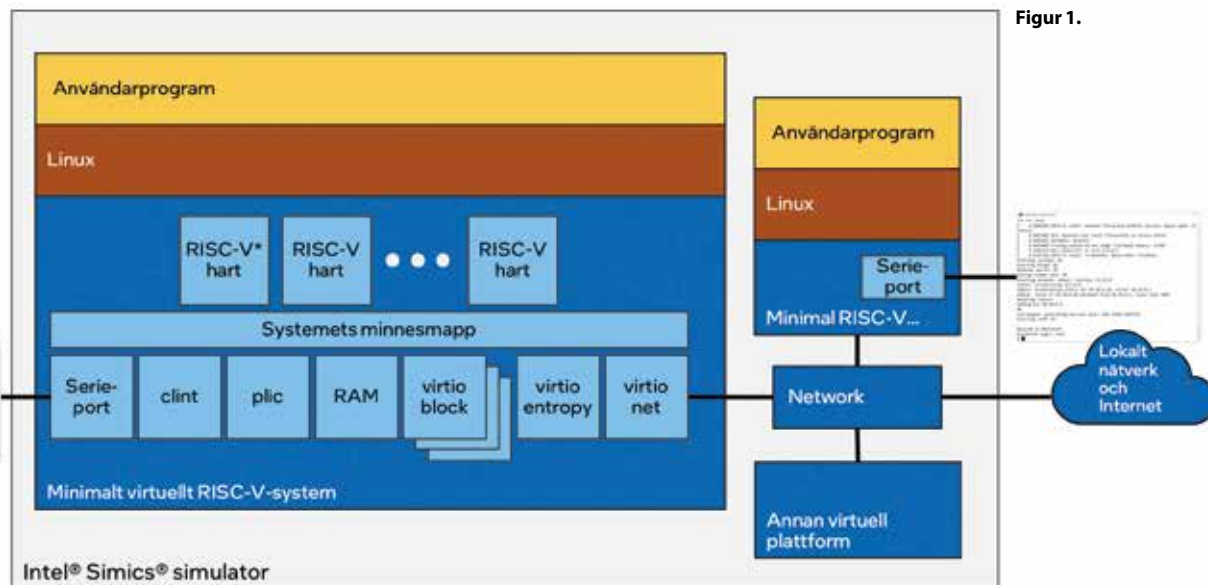 Figur 1.
Användarprogram
Linux
RISC-V*
hart
RISC-V
hart
RISC-V
hart
Systemets minnesmapp
Serie-
port
clint
plic
RAM
virtio
block
virtio
entropy
virtio
net
Minimalt virtuellt RISC-V-system
Användarprogram
Linux
Serie-
port
Minimal RISC-V...
Network
Annan virtuell
plattform
Lokalt
nätverk
och
Internet
Intel® Simics® simulator